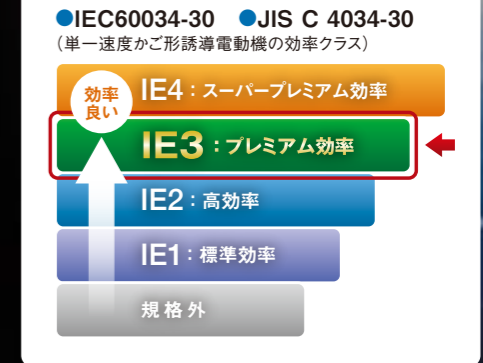 ●IEC60034-30 ●JIS C 4034-30
（単一速度かご形誘導電動機の効率クラス）
効率
良い
IE4：スーパープレミアム効率
IE3：プレミアム効率
IE2：高効率
IE1：標準効率
規格外